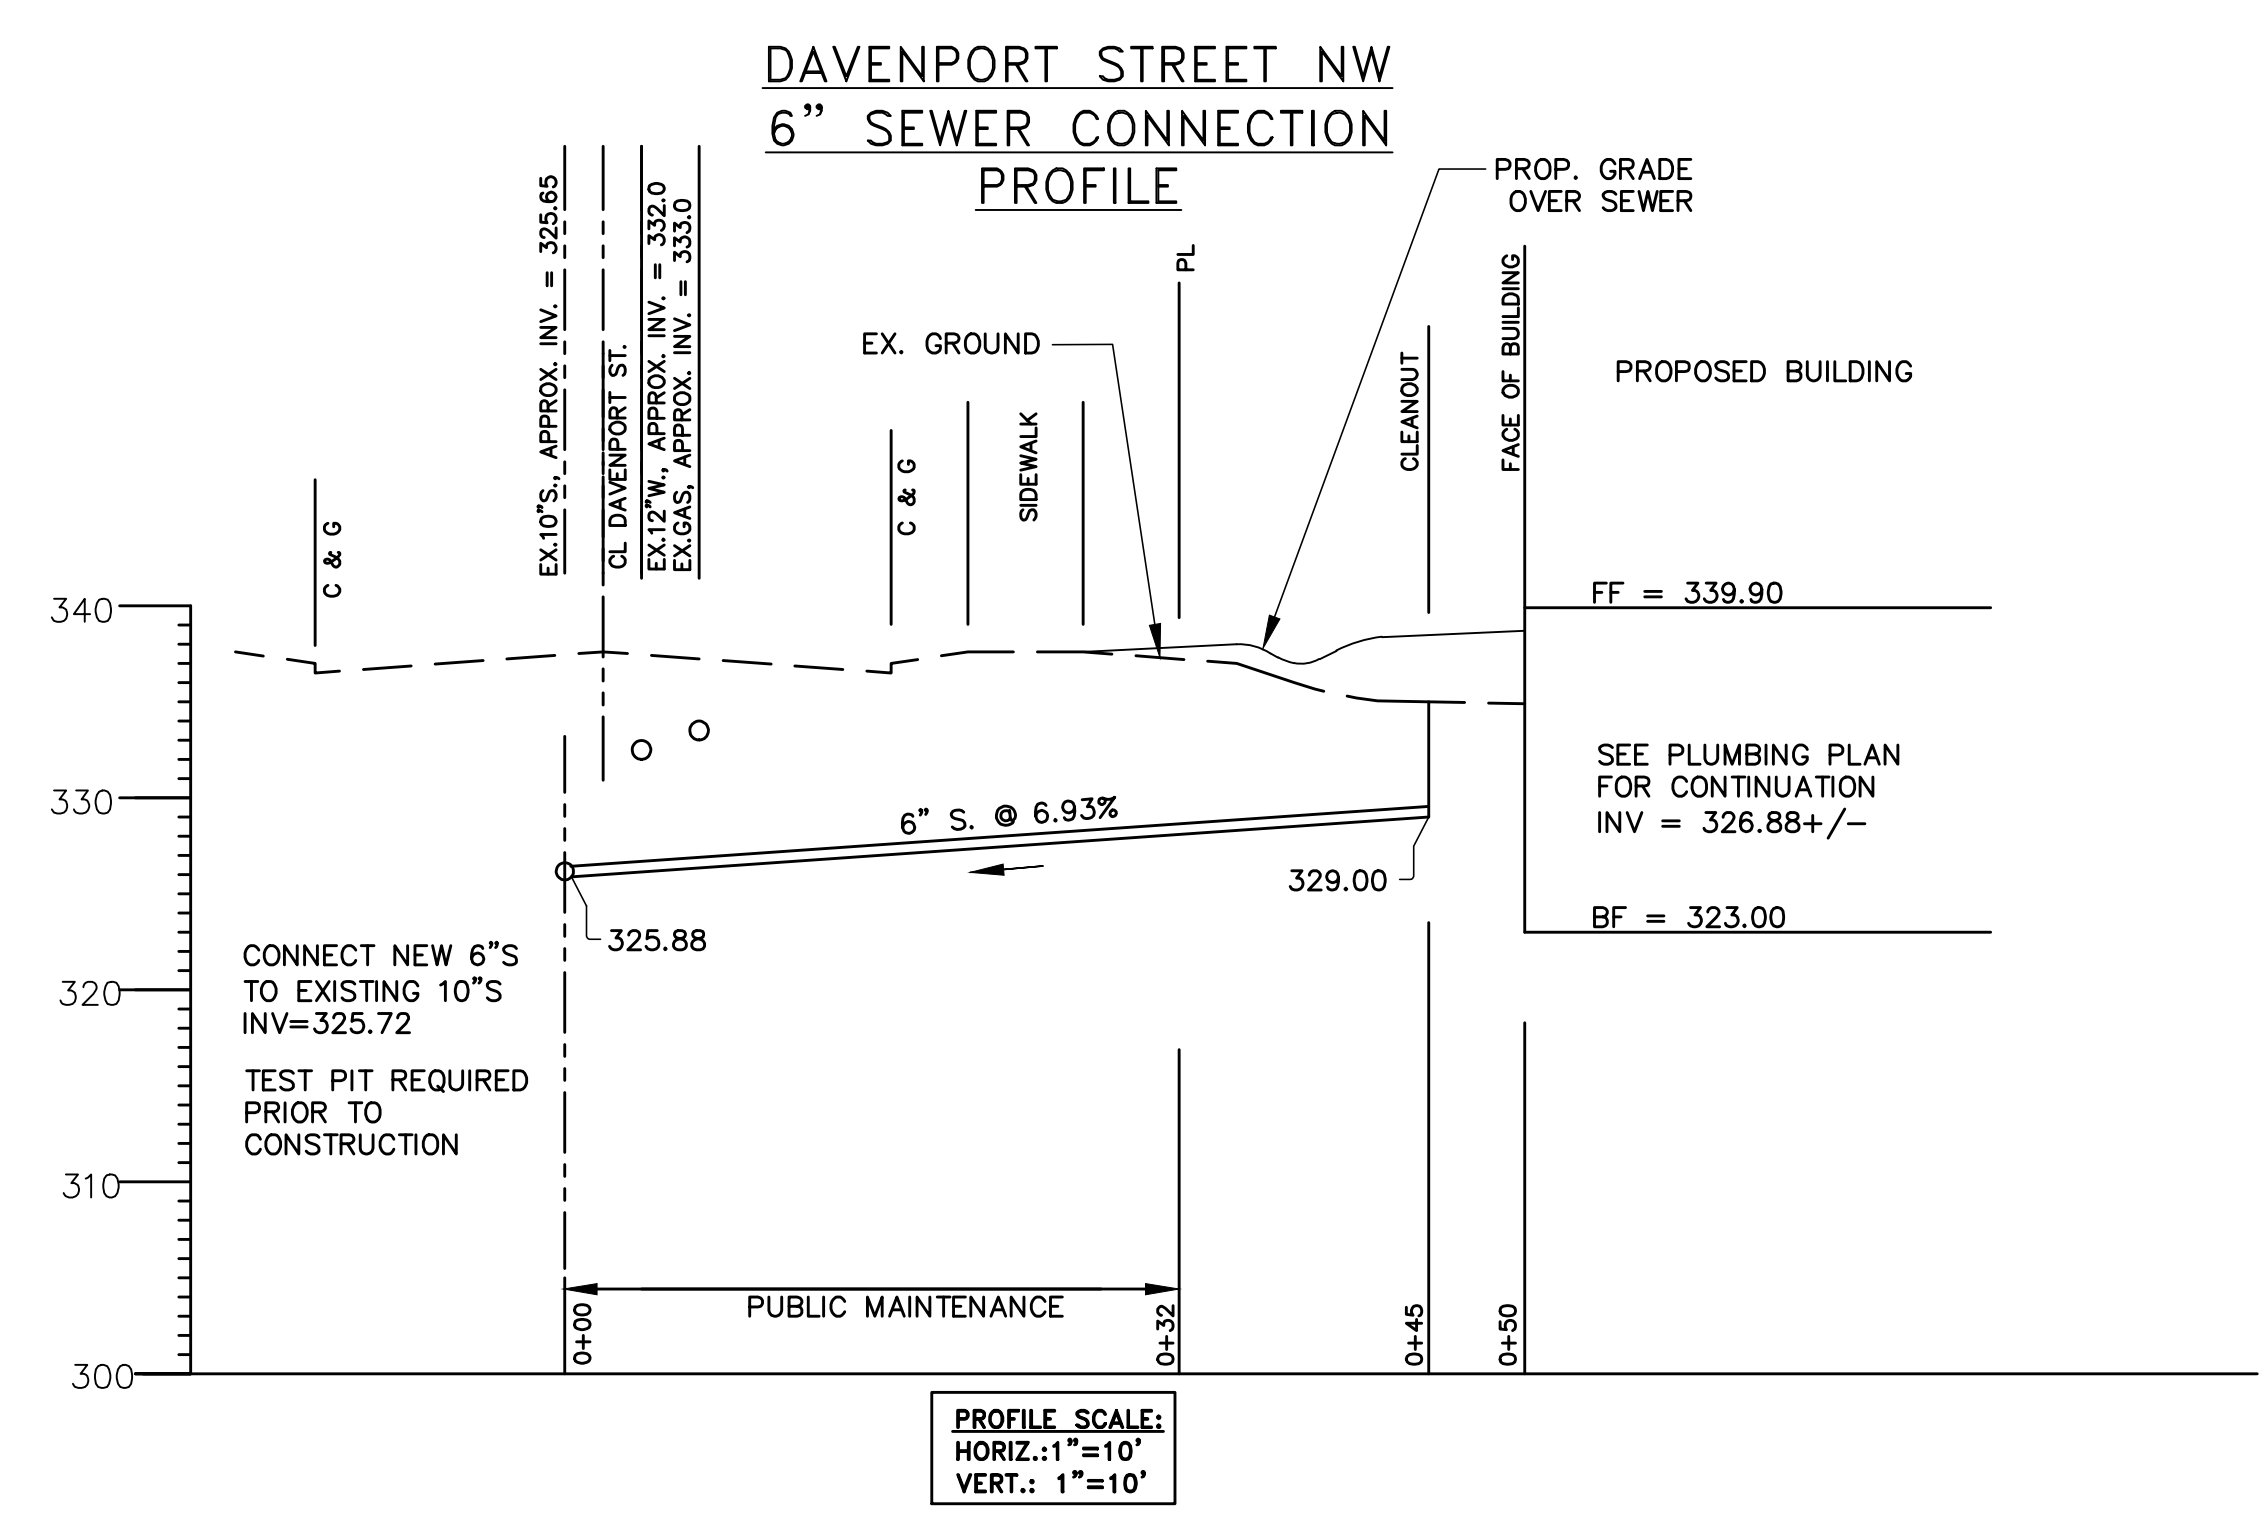 DAVENPORT STREET NW
6" SEWER CONNECTION
PROFILE
PROP. GRADE
OVER SEWER
EX.10"S., APPROX. INV. = 325.65
CL DAVENPORT ST.
EX.12"W., APPROX. INV. = 332.0
EX.GAS, APPROX. INV. = 333.0
PL
EX. GROUND
C & G
C & G
SIDEWALK
CLEANOUT
FACE OF BUILDING
PROPOSED BUILDING
340
330
320
310
300
FF = 339.90
SEE PLUMBING PLAN
FOR CONTINUATION
INV = 326.88+/-
BF = 323.00
6" S. @ 6.93%
329.00
325.88
CONNECT NEW 6"S
TO EXISTING 10"S
INV=325.72
TEST PIT REQUIRED
PRIOR TO
CONSTRUCTION
PUBLIC MAINTENANCE
0+00
0+32
0+45
0+50
PROFILE SCALE:
HORIZ.:1"=10'
VERT.: 1"=10'